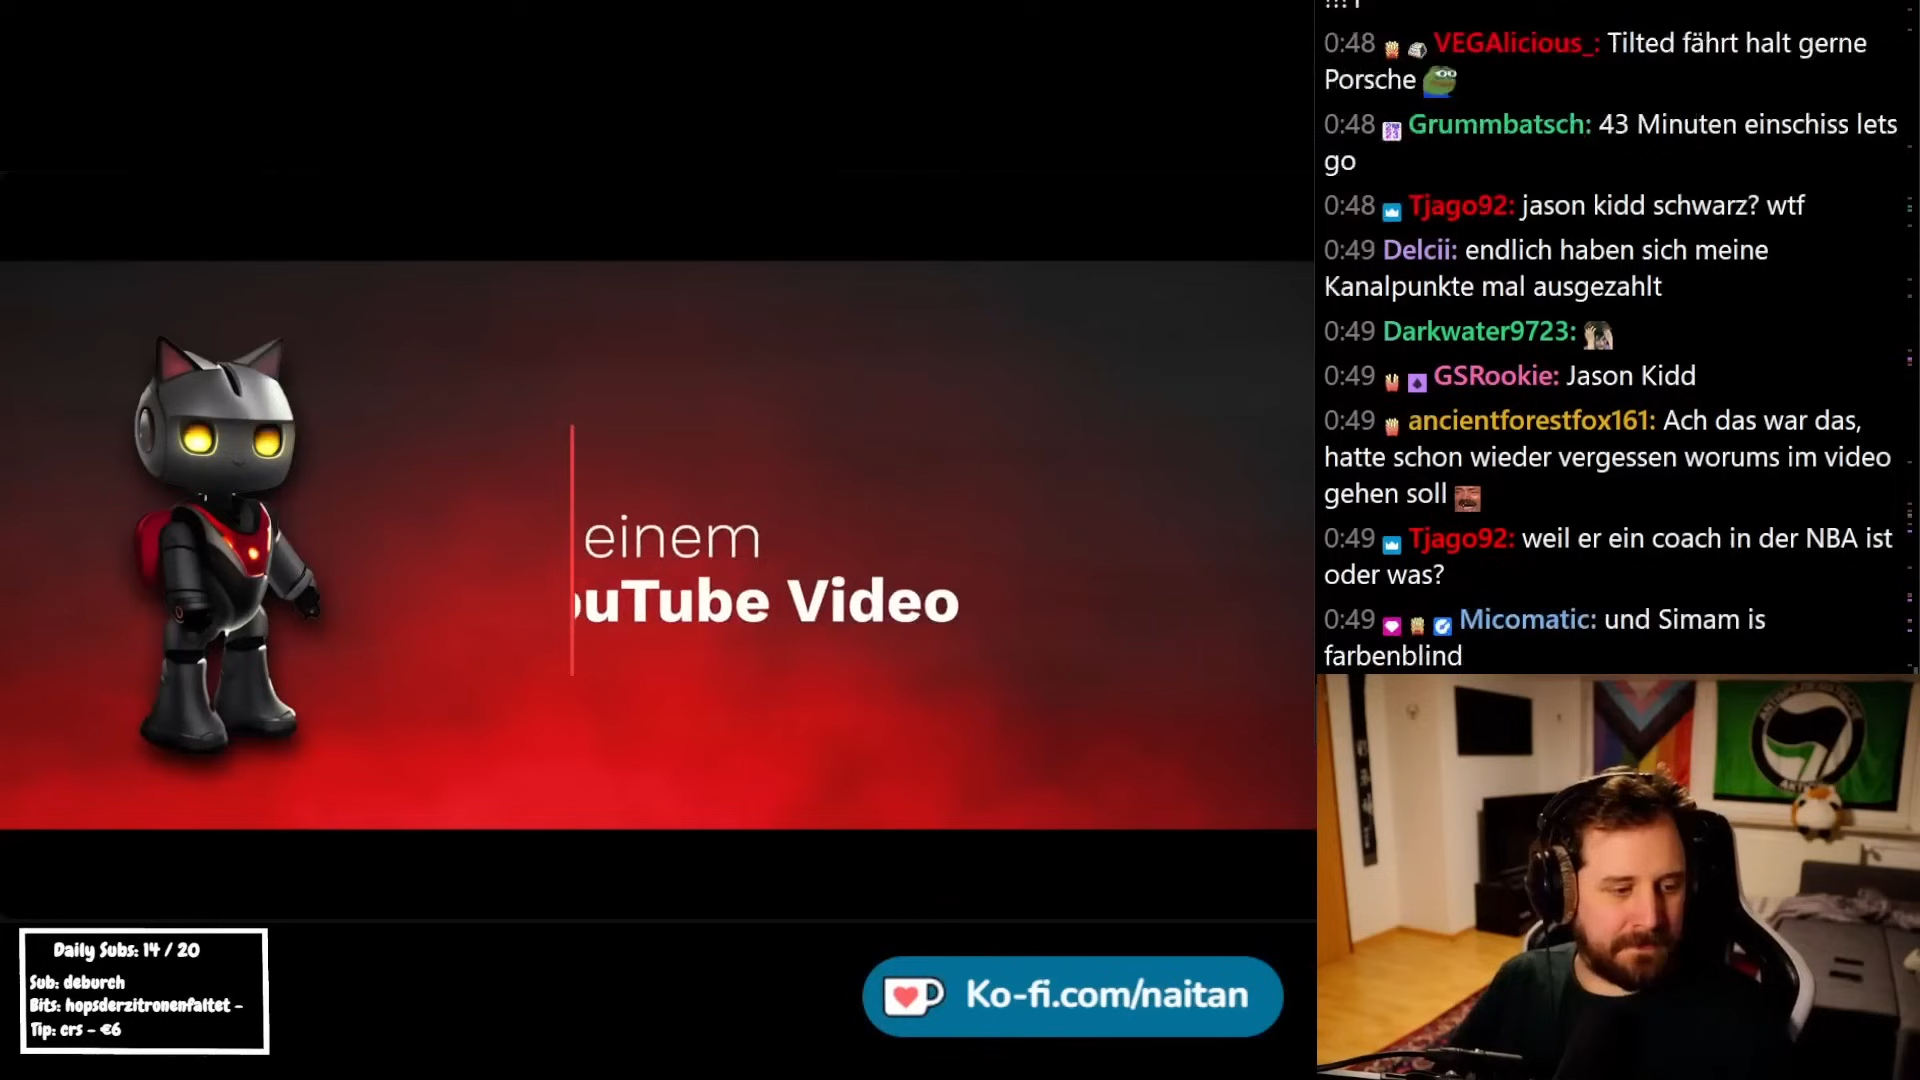 einem
ouTube Video
Daily Subs: 14 / 20
Sub: deburch
Bits: hopsderzitronenfaltet -
Tip: crs - €6
Ko-fi.com/naitan
0:48 VEGAlicious_: Tilted fährt halt gerne
Porsche
0:48 Grummbatsch: 43 Minuten einschiss lets
go
0:48 Tjago92: jason kidd schwarz? wtf
0:49 Delcii: endlich haben sich meine
Kanalpunkte mal ausgezahlt
0:49 Darkwater9723:
0:49 GSRookie: Jason Kidd
0:49 ancientforestfox161: Ach das war das,
hatte schon wieder vergessen worums im video
gehen soll
0:49 Tjago92: weil er ein coach in der NBA ist
oder was?
0:49 Micomatic: und Simam is
farbenblind